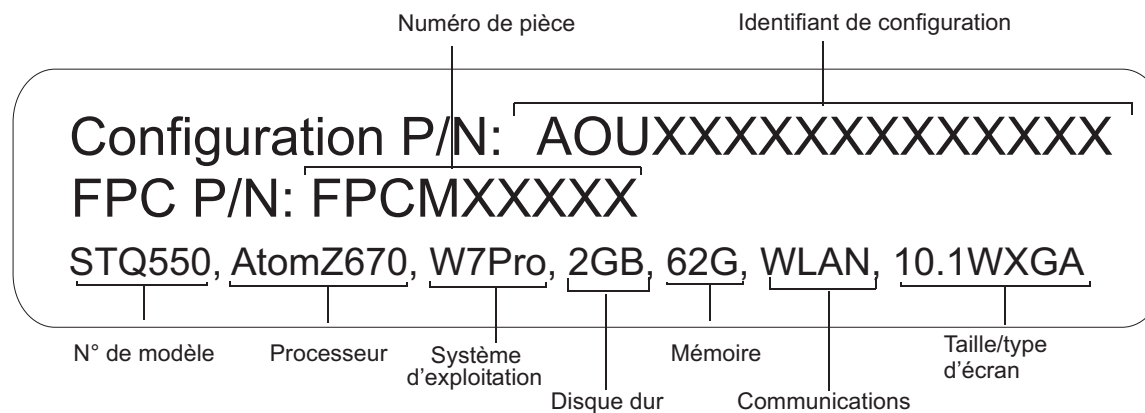 Numéro de pièce
Identifiant de configuration
Configuration P/N: AOUXXXXXXXXXXXXX
FPC P/N: FPCMXXXXX
STQ550, AtomZ670, W7Pro, 2GB, 62G, WLAN, 10.1WXGA
N° de modèle
Processeur
Système
d'exploitation
Disque dur
Mémoire
Communications
Taille/type
d'écran